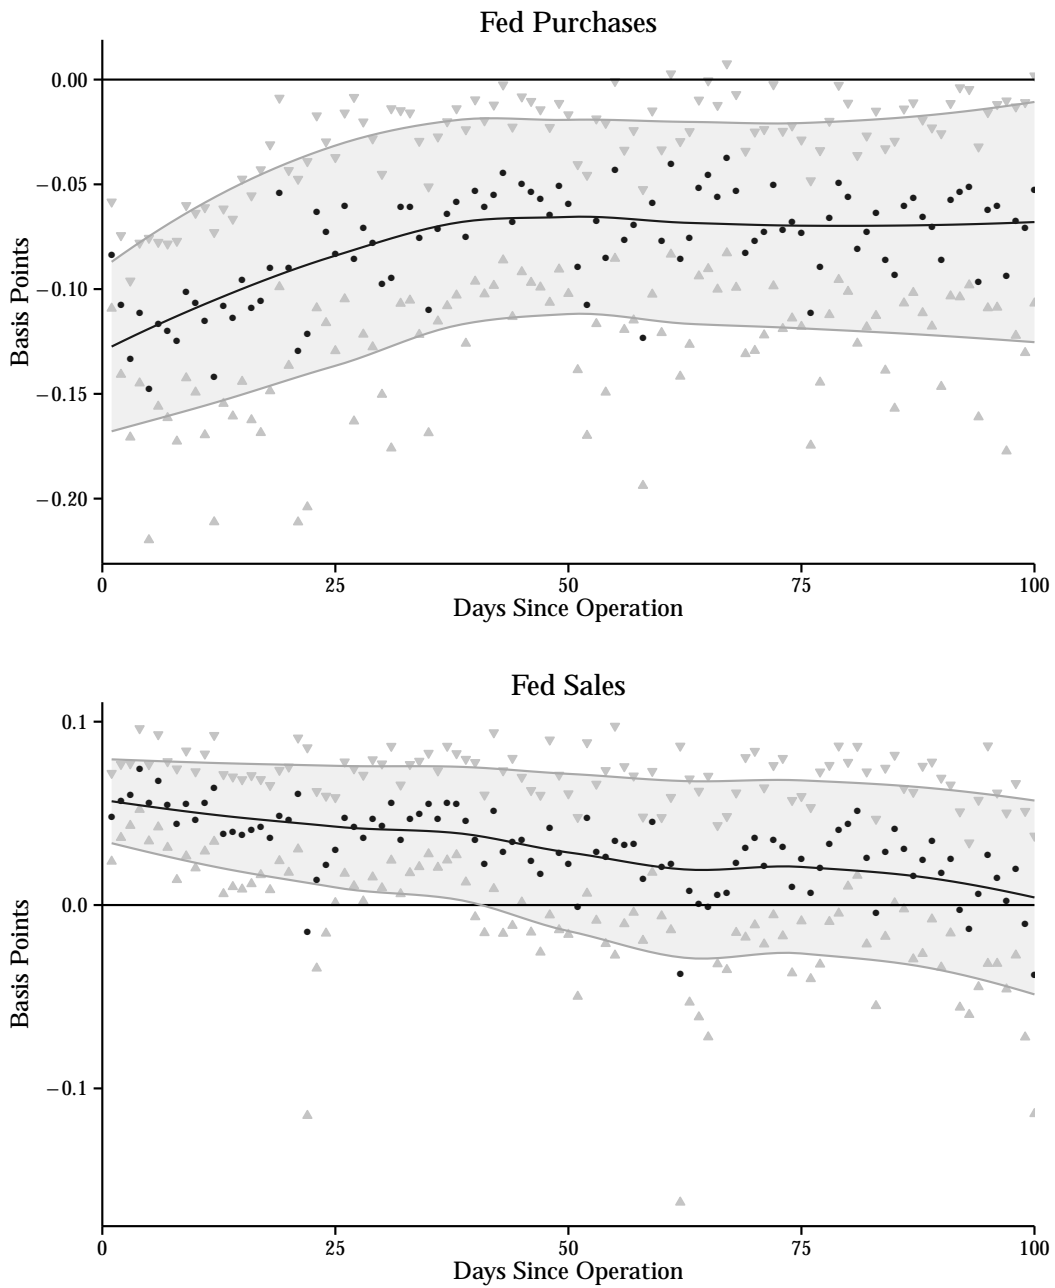 Fed Purchases
0.00
−0.05
−0.10
−0.15
−0.20
Basis Points
0 25 50 75 100
Days Since Operation
Fed Sales
0.1
0.0
−0.1
Basis Points
0 25 50 75 100
Days Since Operation